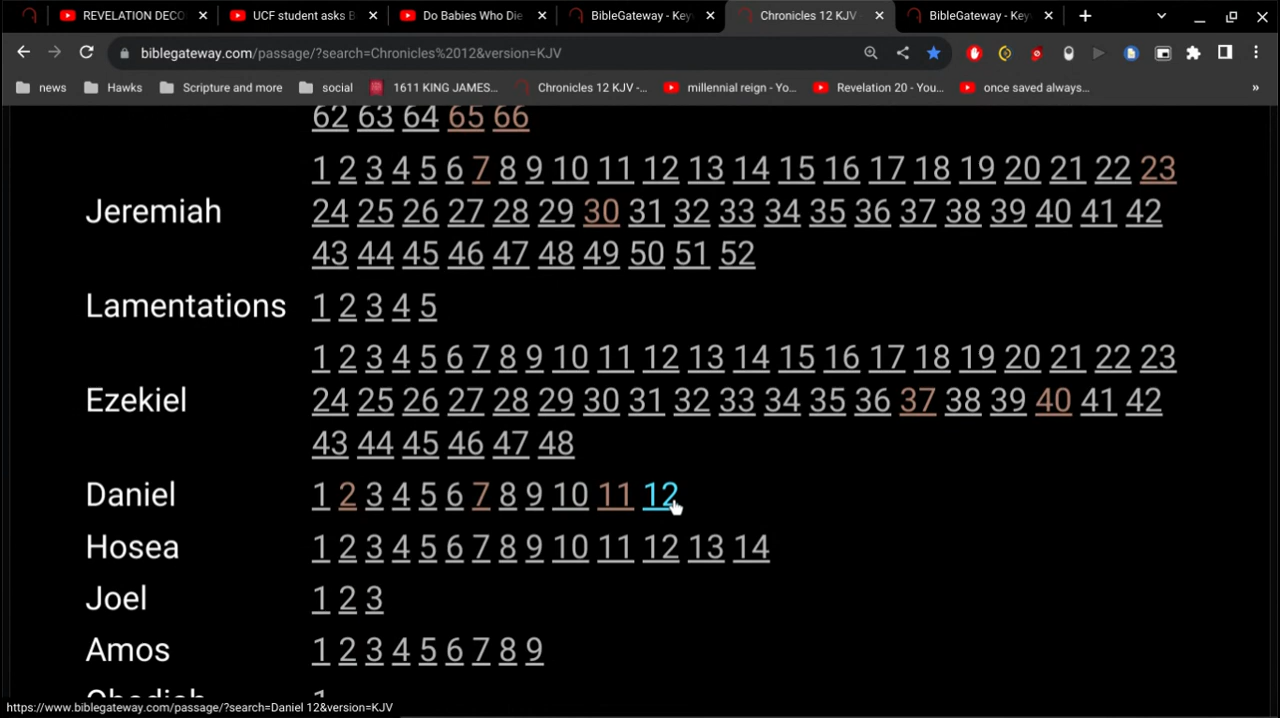 REVELATION DECO
UCF student asks B
Do Babies Who Die
BibleGateway - Key
Chronicles 12 KJV
BibleGateway - Key
biblegateway.com/passage/?search=Chronicles%2012&version=KJV
news Hawks Scripture and more social 1611 KING JAMES... Chronicles 12 KJV -... millennial reign - Yo... Revelation 20 - You... once saved always... »
62 63 64 65 66
1 2 3 4 5 6 7 8 9 10 11 12 13 14 15 16 17 18 19 20 21 22 23
Jeremiah 24 25 26 27 28 29 30 31 32 33 34 35 36 37 38 39 40 41 42
43 44 45 46 47 48 49 50 51 52
Lamentations 1 2 3 4 5
1 2 3 4 5 6 7 8 9 10 11 12 13 14 15 16 17 18 19 20 21 22 23
Ezekiel 24 25 26 27 28 29 30 31 32 33 34 35 36 37 38 39 40 41 42
43 44 45 46 47 48
Daniel 1 2 3 4 5 6 7 8 9 10 11 12
Hosea 1 2 3 4 5 6 7 8 9 10 11 12 13 14
Joel 1 2 3
Amos 1 2 3 4 5 6 7 8 9
Obadiah 1
https://www.biblegateway.com/passage/?search=Daniel 12&version=KJV